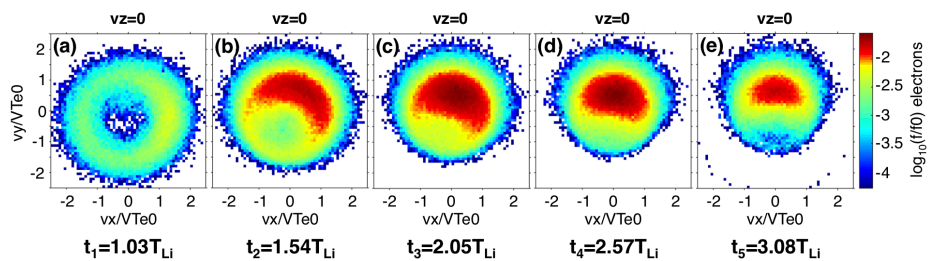 vz=0 vz=0 vz=0 vz=0 vz=0
(a) (b) (c) (d) (e)
vy/VTe0
2
1
0
-1
-2
-2 -1 0 1 2 -2 -1 0 1 2 -2 -1 0 1 2 -2 -1 0 1 2 -2 -1 0 1 2
vx/VTe0 vx/VTe0 vx/VTe0 vx/VTe0 vx/VTe0
t1=1.03TLi t2=1.54TLi t3=2.05TLi t4=2.57TLi t5=3.08TLi
-2
-2.5
-3
-3.5
-4
log10(f/f0) electrons